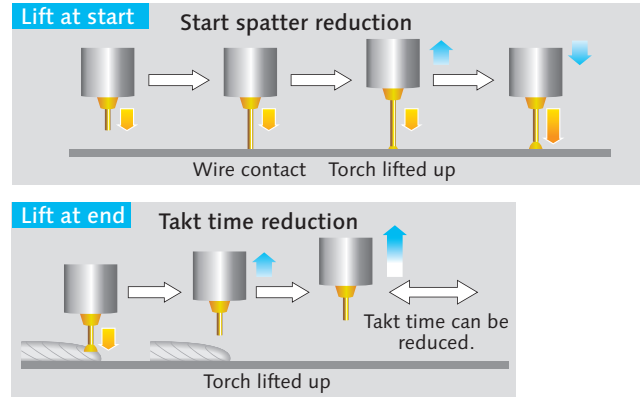 Lift at start
Start spatter reduction
Wire contact
Torch lifted up
Lift at end
Takt time reduction
Takt time can be
reduced.
Torch lifted up